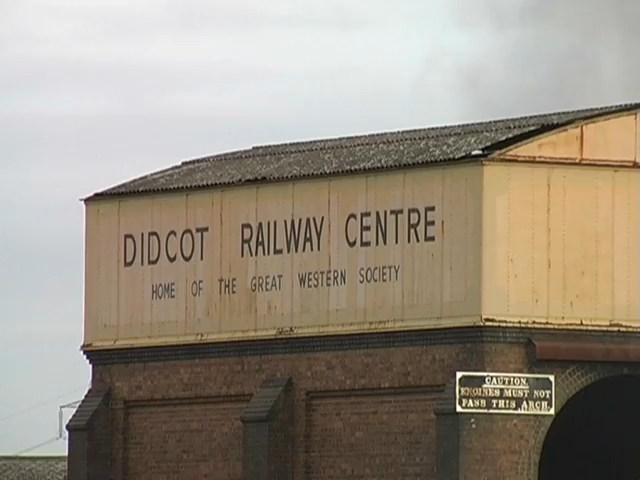 DIDCOT RAILWAY CENTRE
HOME OF THE GREAT WESTERN SOCIETY
CAUTION.
ENGINES MUST NOT
PASS THIS ARCH.